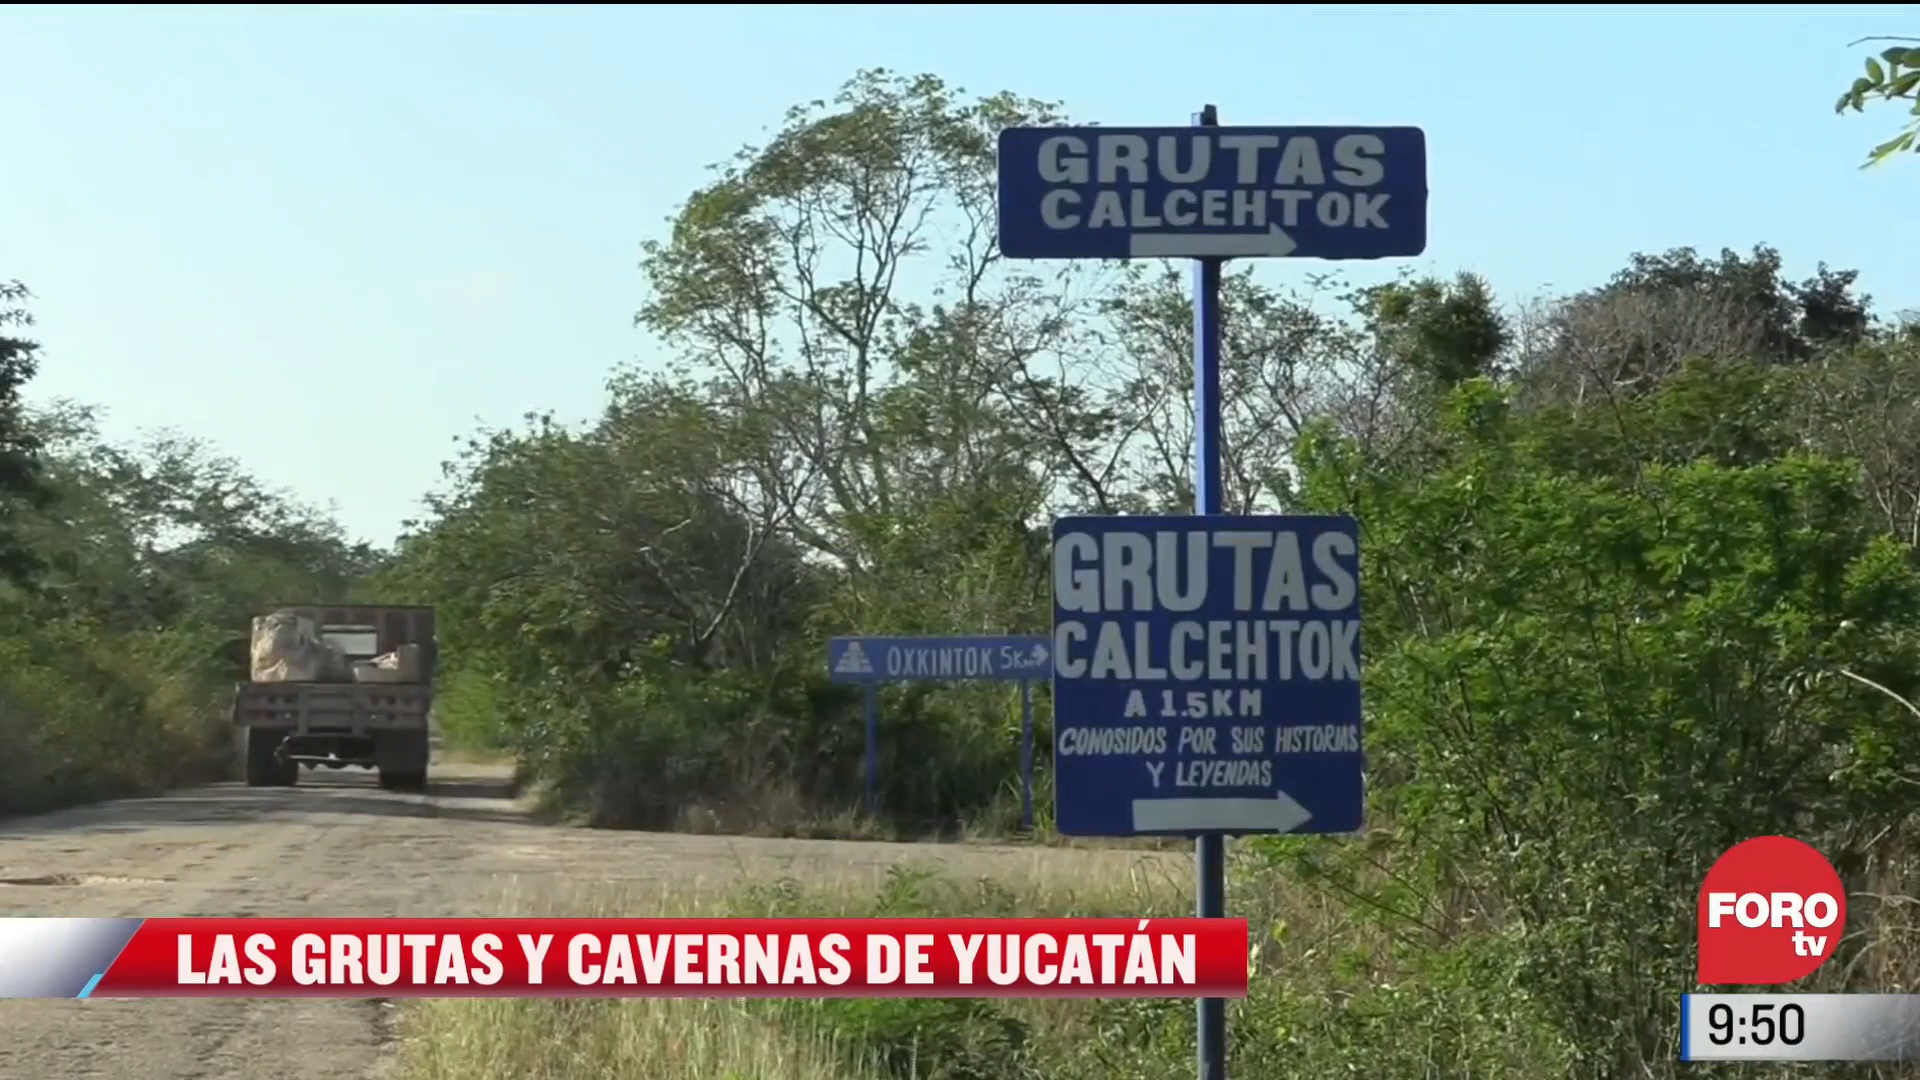 GRUTAS
CALCEHTOK
GRUTAS
CALCEHTOK
A 1.5KM
CONOSIDOS POR SUS HISTORIAS
Y LEYENDAS
OXKINTOK 5KM
LAS GRUTAS Y CAVERNAS DE YUCATÁN
FORO
tv
9:50